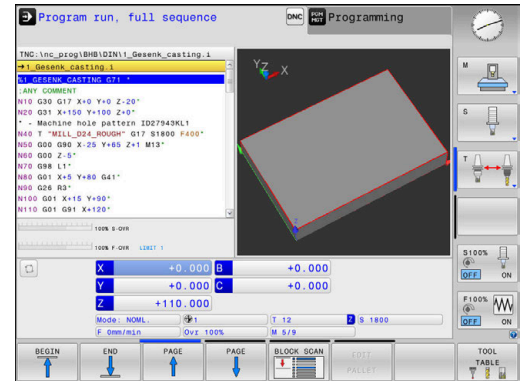 Program run, full sequence
DNC
PGM MGT
Programming
TNC:\nc_prog\BHB\DIN\1_Gesenk_casting.i
→1_Gesenk_casting.i
%1_GESENK_CASTING G71 *
;ANY COMMENT
N10 G30 G17 X+0 Y+0 Z-20*
N20 G31 X+150 Y+100 Z+0*
* - Machine hole pattern ID27943KL1
N40 T "MILL_D24_ROUGH" G17 S1800 F400*
N50 G00 G90 X-25 Y+65 Z+1 M13*
N60 G00 Z-5*
N70 G98 L1*
N80 G01 X+5 Y+80 G41*
N90 G26 R3*
N100 G01 X+15 Y+90*
N110 G01 G91 X+120*
Y Z X
Z
100% S-OVR
100% F-OVR LIMIT 1
X +0.000 B +0.000
Y +0.000 C +0.000
Z +110.000
Mode: NOML. 1 T 12 Z S 1800
F 0mm/min Ovr 100% M 5/9
M
S
T
S100%
OFF ON
F100%
OFF ON
BEGIN
END
PAGE
PAGE
BLOCK SCAN
EDIT
PALLET
TOOL
TABLE